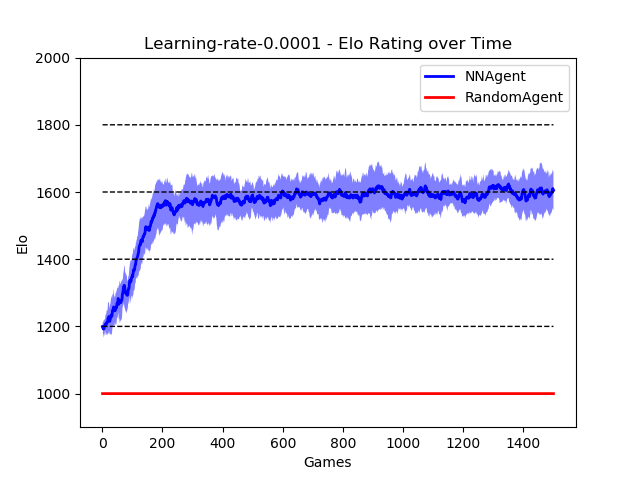 Learning-rate-0.0001 - Elo Rating over Time
NNAgent
RandomAgent
2000
1800
1600
1400
1200
1000
Elo
0 200 400 600 800 1000 1200 1400
Games